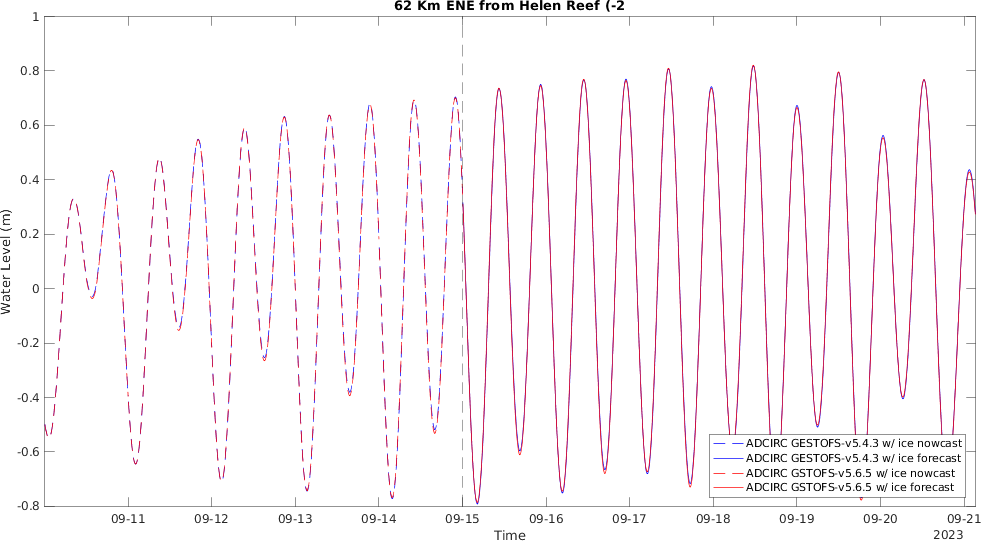 62 Km ENE from Helen Reef (-2
Water Level (m)
1
0.8
0.6
0.4
0.2
0
-0.2
-0.4
-0.6
-0.8
ADCIRC GESTOFS-v5.4.3 w/ ice nowcast
ADCIRC GESTOFS-v5.4.3 w/ ice forecast
ADCIRC GSTOFS-v5.6.5 w/ ice nowcast
ADCIRC GSTOFS-v5.6.5 w/ ice forecast
09-11 09-12 09-13 09-14 09-15 09-16 09-17 09-18 09-19 09-20 09-21
Time
2023